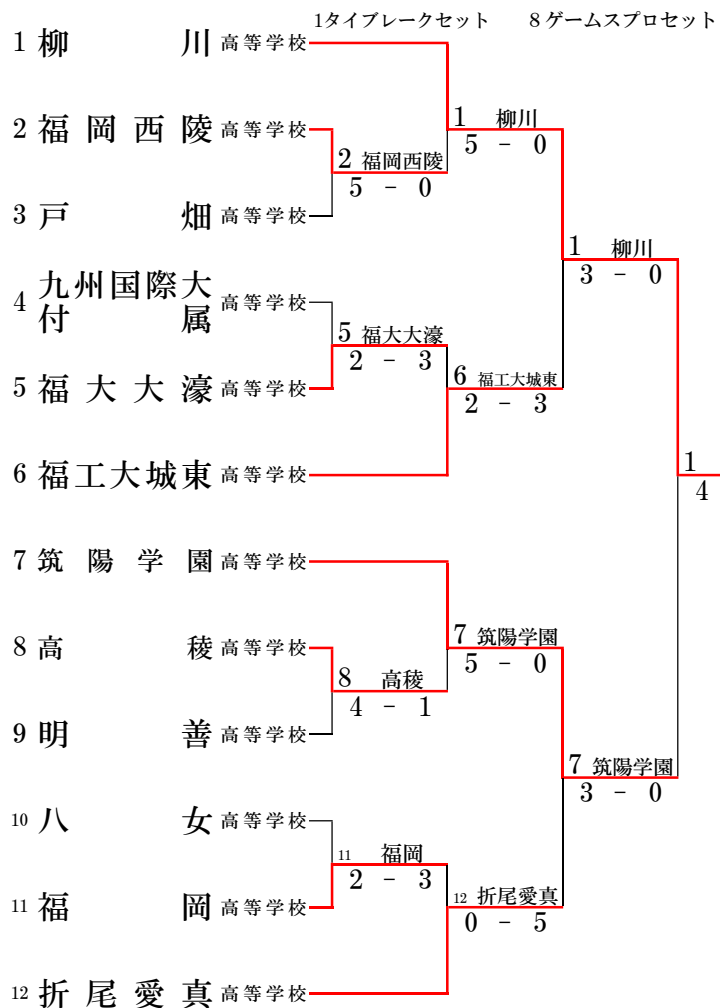 1タイブレークセット 8ゲームスプロセット
1 柳川 高等学校
2 福岡西陵 高等学校
3 戸畑 高等学校
4 九州国際大付属 高等学校
5 福大大濠 高等学校
6 福工大城東 高等学校
7 筑陽学園 高等学校
8 高稜 高等学校
9 明善 高等学校
10 八女 高等学校
11 福岡 高等学校
12 折尾愛真 高等学校
2 福岡西陵
5 - 0
5 福大大濠
2 - 3
8 高稜
4 - 1
11 福岡
2 - 3
1 柳川
5 - 0
6 福工大城東
2 - 3
7 筑陽学園
5 - 0
12 折尾愛真
0 - 5
1 柳川
3 - 0
7 筑陽学園
3 - 0
1
4